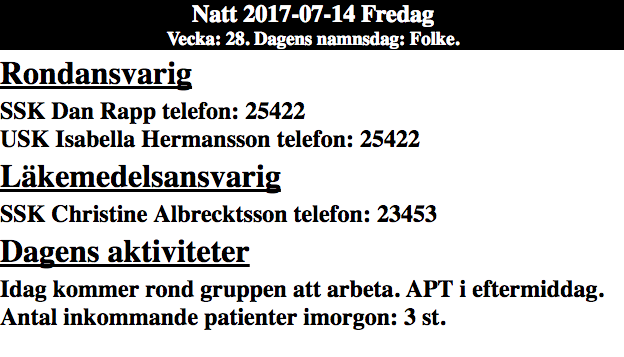 Natt 2017-07-14 Fredag
Vecka: 28. Dagens namnsdag: Folke.
Rondansvarig
SSK Dan Rapp telefon: 25422
USK Isabella Hermansson telefon: 25422
Läkemedelsansvarig
SSK Christine Albrecktsson telefon: 23453
Dagens aktiviteter
Idag kommer rond gruppen att arbeta. APT i eftermiddag.
Antal inkommande patienter imorgon: 3 st.